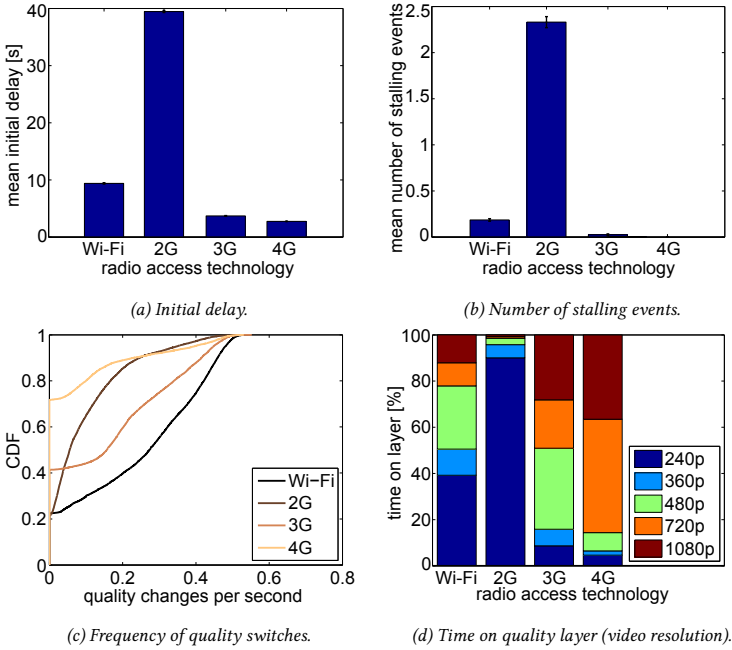 mean initial delay [s]
40
30
20
10
0
Wi-Fi 2G 3G 4G
radio access technology
(a) Initial delay.
mean number of stalling events
2.5
2
1.5
1
0.5
0
Wi-Fi 2G 3G 4G
radio access technology
(b) Number of stalling events.
CDF
1
0.8
0.6
0.4
0.2
0
0 0.2 0.4 0.6 0.8
quality changes per second
Wi-Fi
2G
3G
4G
(c) Frequency of quality switches.
time on layer [%]
100
80
60
40
20
0
Wi-Fi 2G 3G 4G
radio access technology
240p
360p
480p
720p
1080p
(d) Time on quality layer (video resolution).